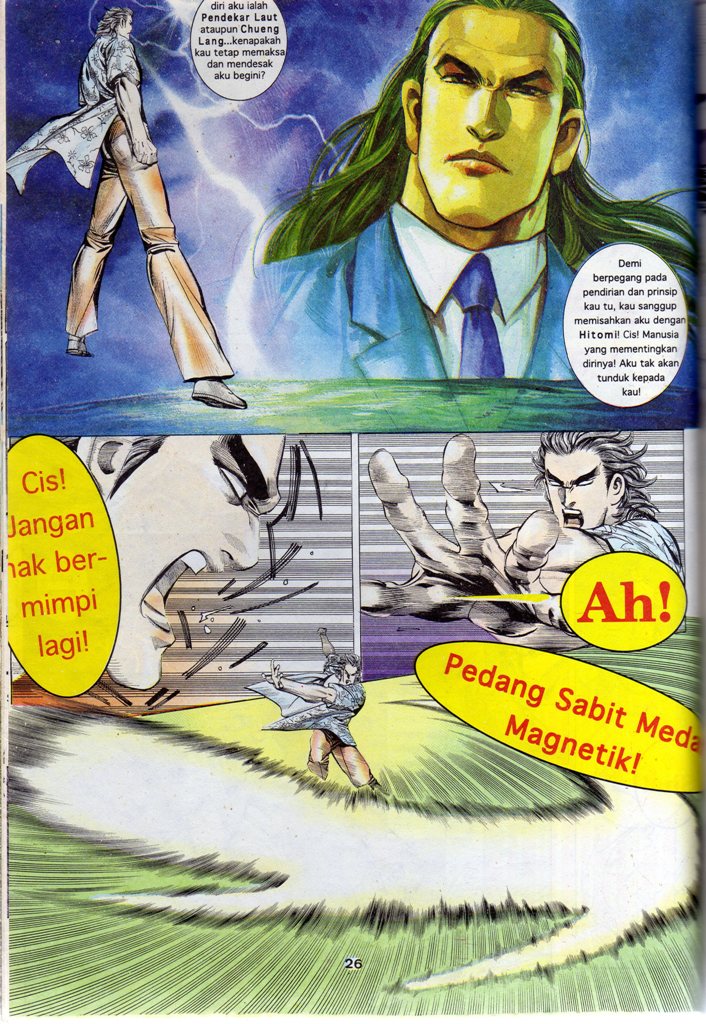 diri aku ialah
Pendekar Laut
ataupun Chueng
Lang...kenapakah
kau tetap memaksa
dan mendesak
aku begini?
Demi
berpegang pada
pendirian dan prinsip
kau tu, kau sanggup
memisahkan aku dengan
Hitomi! Cis! Manusia
yang mementingkan
dirinya! Aku tak akan
tunduk kepada
kau!
Cis!
Jangan
nak ber-
mimpi
lagi!
Ah!
Pedang Sabit Meda
Magnetik!
26